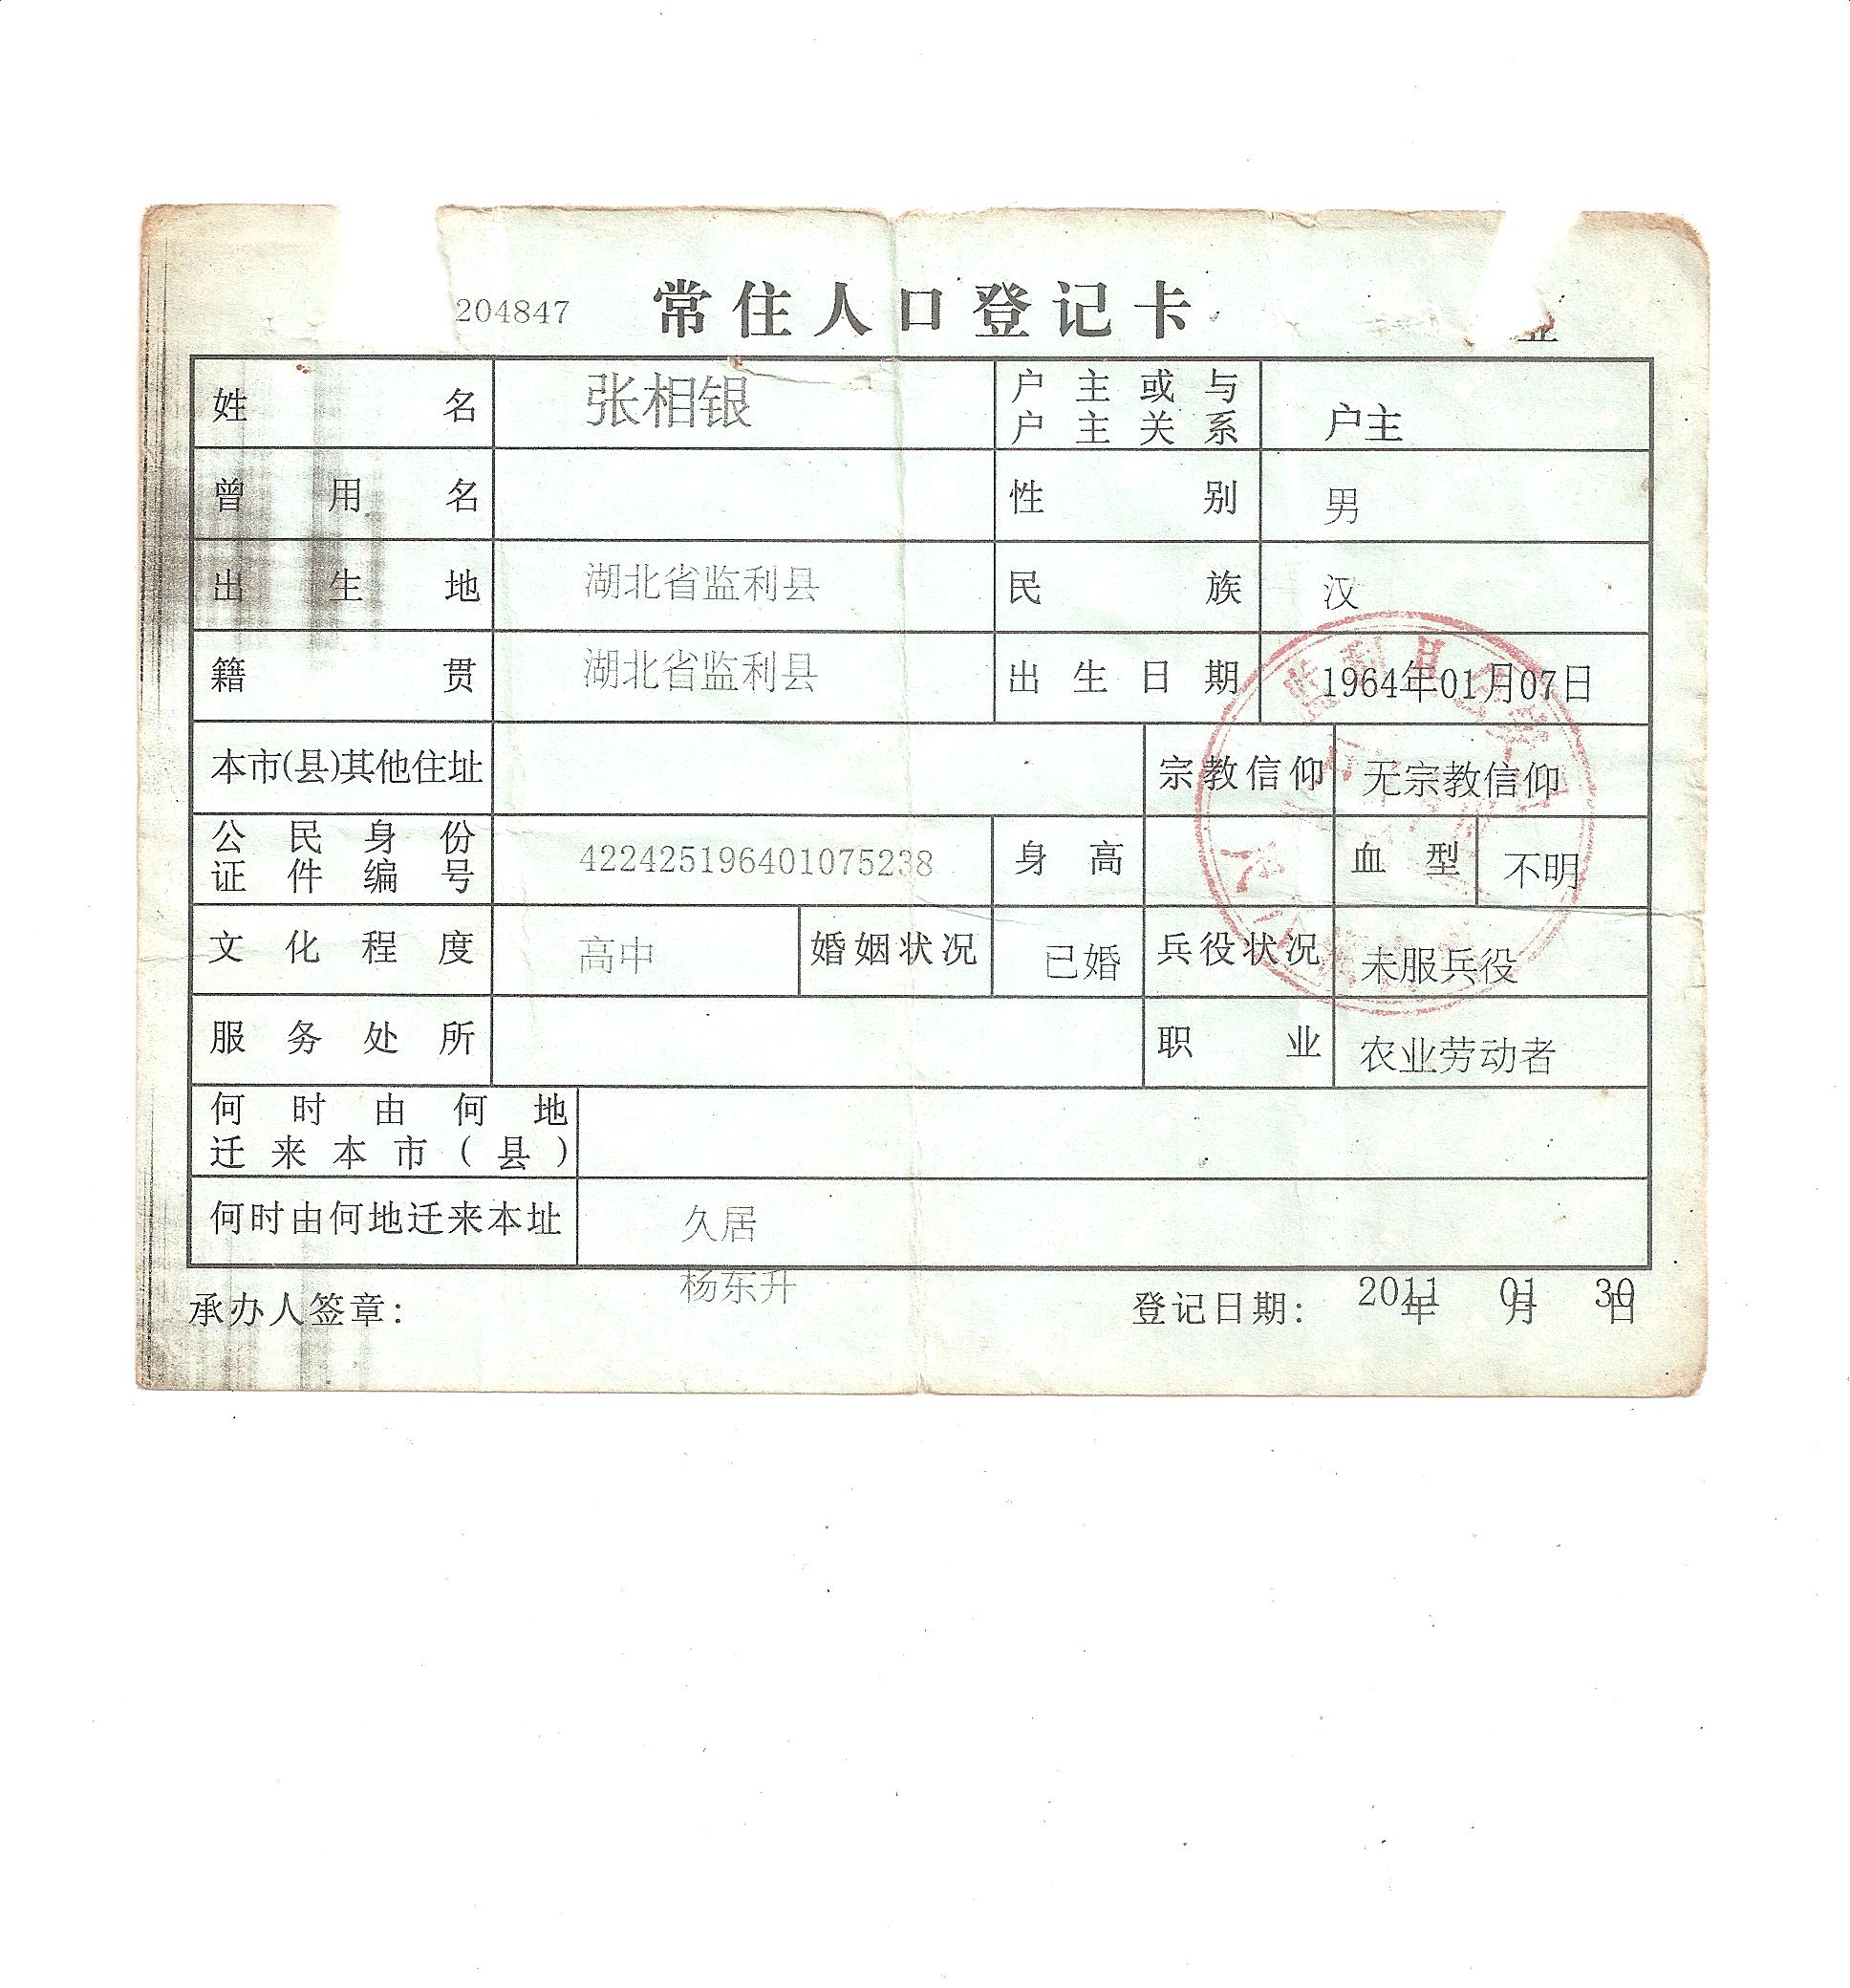 204847 常住人口登记卡
姓名 张相银 户主或与户主关系 户主
曾用名 性别 男
出生地 湖北省监利县 民族 汉
籍贯 湖北省监利县 出生日期 1964年01月07日
本市(县)其他住址 宗教信仰 无宗教信仰
公民身份证件编号 422425196401075238 身高 血型 不明
文化程度 高中 婚姻状况 已婚 兵役状况 未服兵役
服务处所 职业 农业劳动者
何时由何地迁来本市(县)
何时由何地迁来本址 久居
杨东升
承办人签章: 登记日期: 2011年01月30日